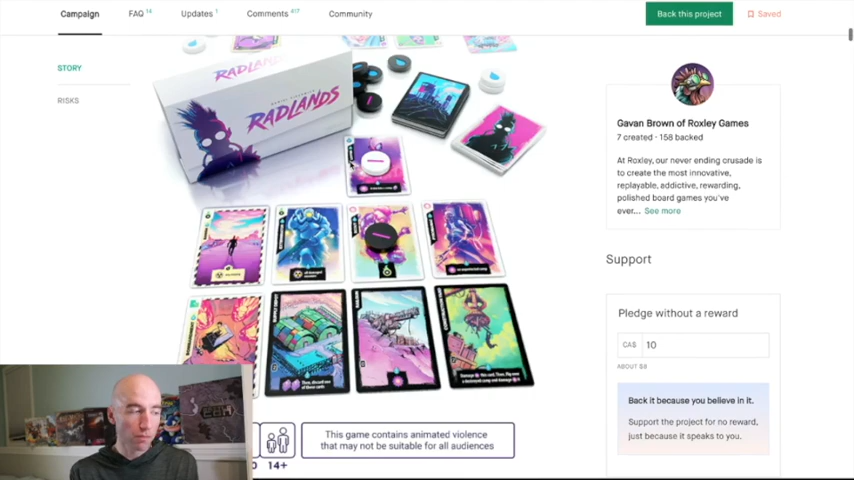 Campaign
FAQ 14
Updates 1
Comments 417
Community
Back this project
Saved
STORY
RISKS
RADLANDS
RADLANDS
Gavan Brown of Roxley Games
7 created · 158 backed
At Roxley, our never ending crusade is
to create the most innovative,
replayable, addictive, rewarding,
polished board games you've
ever... See more
Support
Pledge without a reward
CA$ 10
ABOUT $8
Back it because you believe in it.
Support the project for no reward,
just because it speaks to you.
This game contains animated violence
that may not be suitable for all audiences
14+